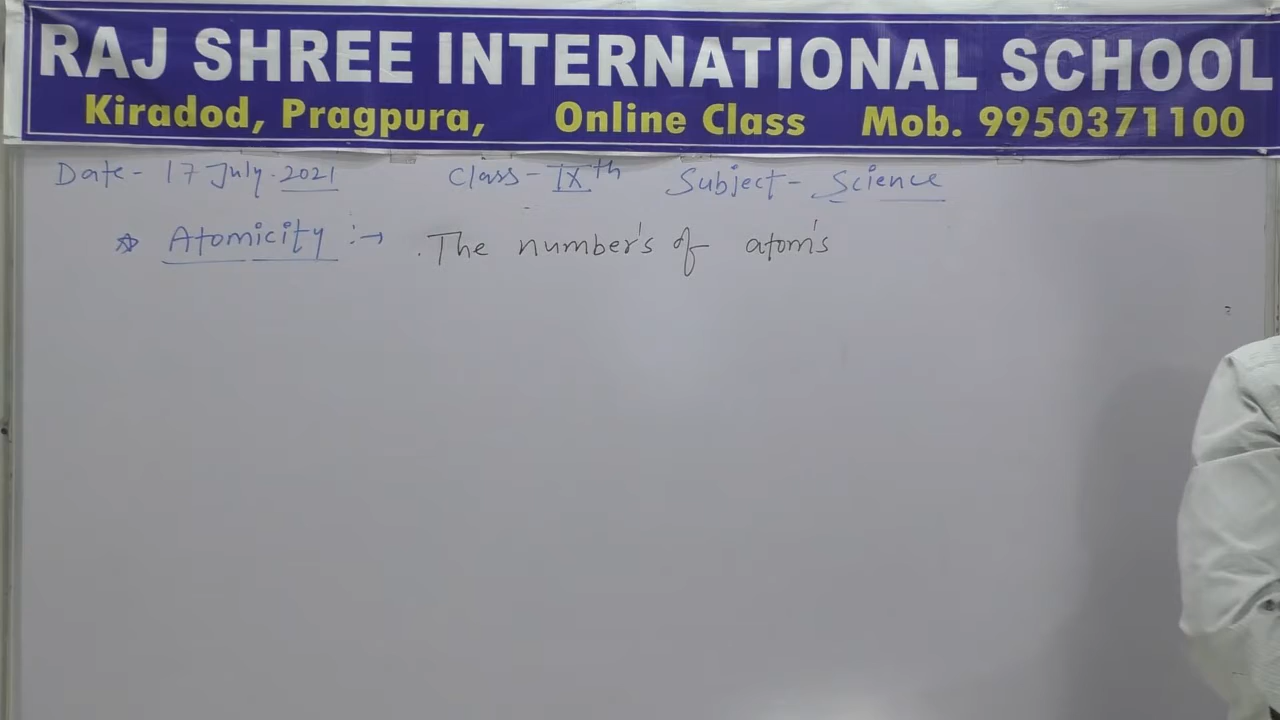 RAJ SHREE INTERNATIONAL SCHOOL
Kiradod, Pragpura, Online Class Mob. 9950371100
Date - 17 July. 2021 Class - IXth Subject - Science
☆ Atomicity :→ The number's of atom's